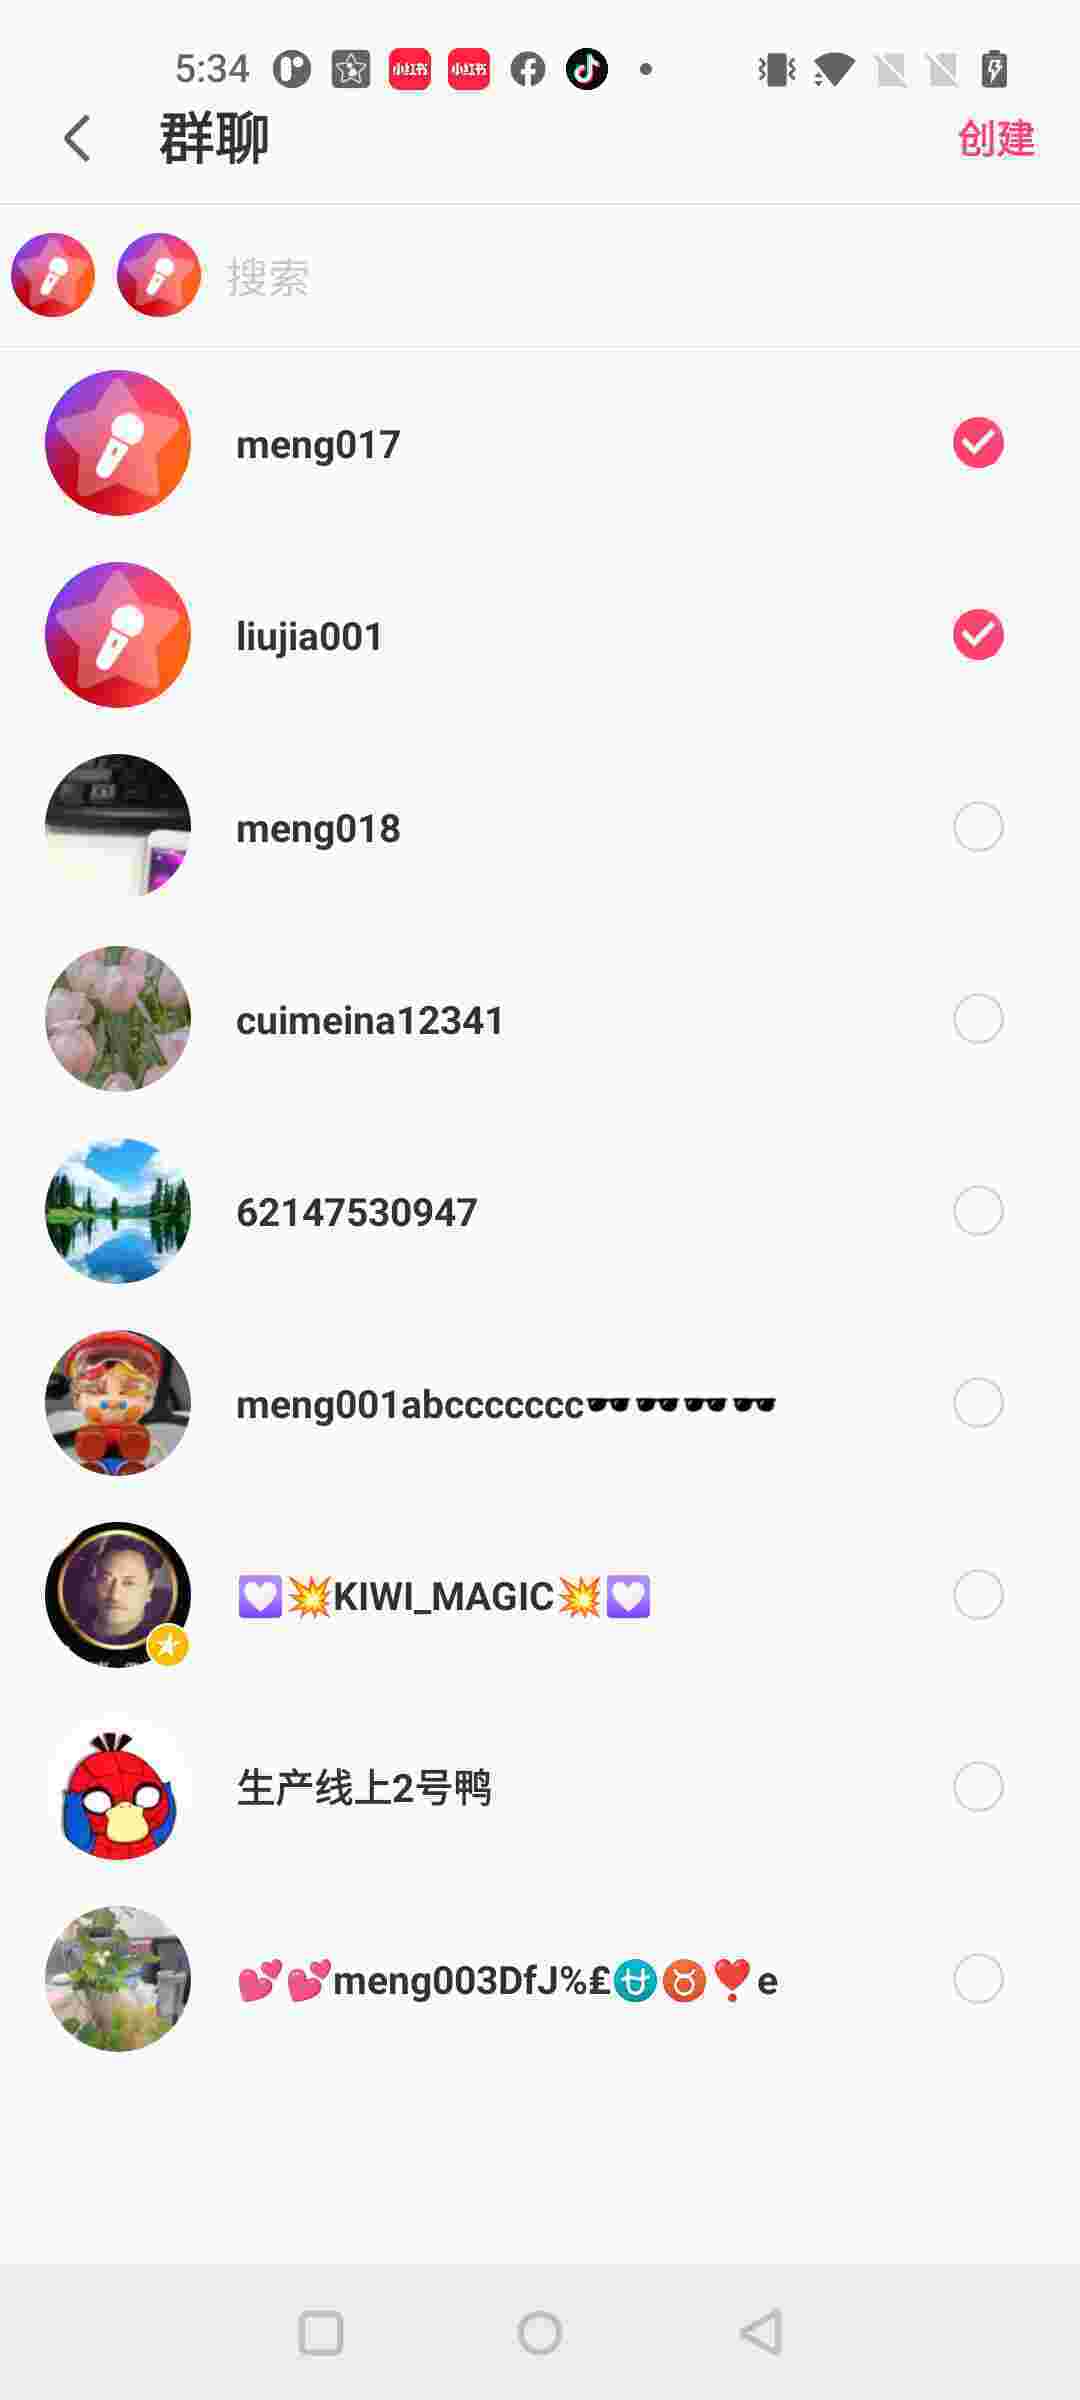 5:34 小红书 小红书
群聊 创建
搜索
meng017
liujia001
meng018
cuimeina12341
62147530947
meng001abccccccc🕶🕶🕶🕶
💟💥KIWI_MAGIC💥💟
生产线上2号鸭
💕💕meng003DfJ%£⛎♉❣e